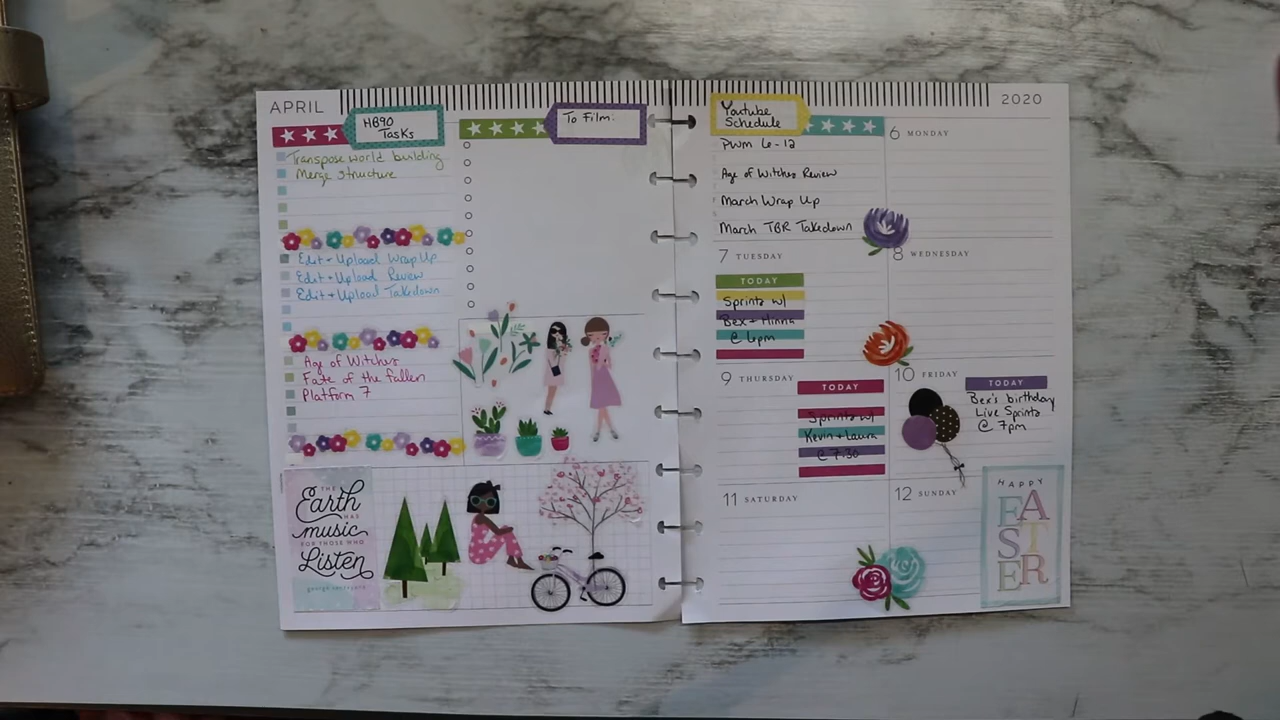 APRIL
HB90
Tasks
Transpose world building
Merge structure
Edit + Upload Wrap Up
Edit + Upload Review
Edit + Upload Takedown
Age of Witches
Fate of the fallen
Platform 7
THE
Earth
HAS
music
FOR THOSE WHO
Listen
george santayana
To Film:
2020
Youtube
Schedule
PWM 6-12
Age of Witches Review
March Wrap Up
March TBR Takedown
6 MONDAY
7 TUESDAY
TODAY
Sprints w/
Bex + Hinna
@ 6pm
8 WEDNESDAY
9 THURSDAY
TODAY
Sprints w/
Kevin + Laura
@ 7.30
10 FRIDAY
TODAY
Bex's birthday
Live Sprints
@ 7pm
11 SATURDAY
12 SUNDAY
HAPPY
EASTER